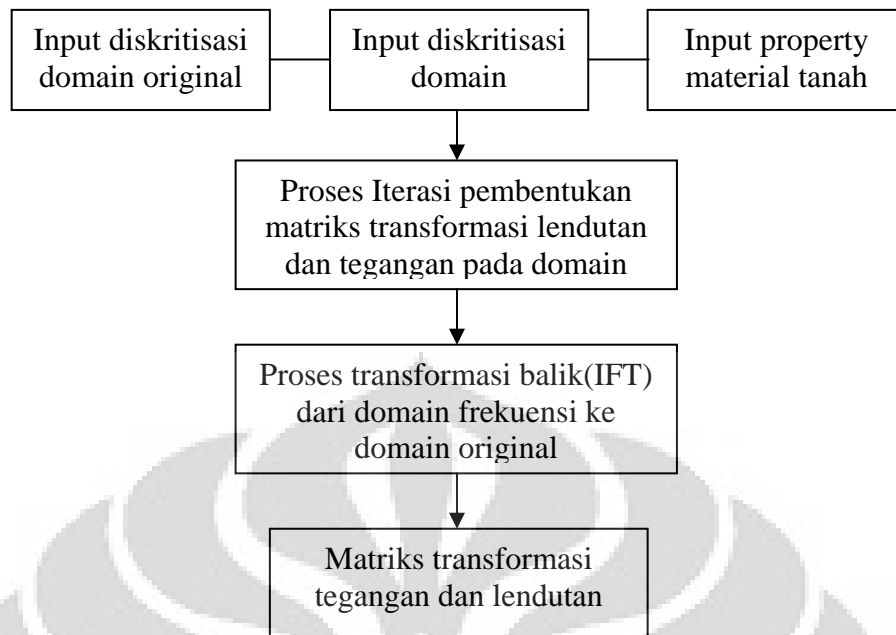 Input diskritisasi
domain original
Input diskritisasi
domain
Input property
material tanah
Proses Iterasi pembentukan
matriks transformasi lendutan
dan tegangan pada domain
Proses transformasi balik(IFT)
dari domain frekuensi ke
domain original
Matriks transformasi
tegangan dan lendutan